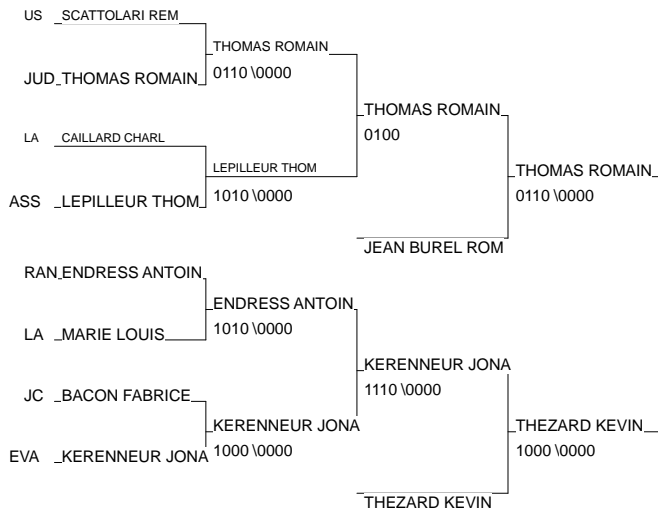 US SCATTOLARI REM
THOMAS ROMAIN
JUD THOMAS ROMAIN
0110 \0000
THOMAS ROMAIN
0100
LA CAILLARD CHARL
LEPILLEUR THOM
THOMAS ROMAIN
ASS LEPILLEUR THOM
1010 \0000
0110 \0000
JEAN BUREL ROM
RAN ENDRESS ANTOIN
ENDRESS ANTOIN
LA MARIE LOUIS
1010 \0000
KERENNEUR JONA
1110 \0000
JC BACON FABRICE
KERENNEUR JONA
THEZARD KEVIN
EVA KERENNEUR JONA
1000 \0000
1000 \0000
THEZARD KEVIN